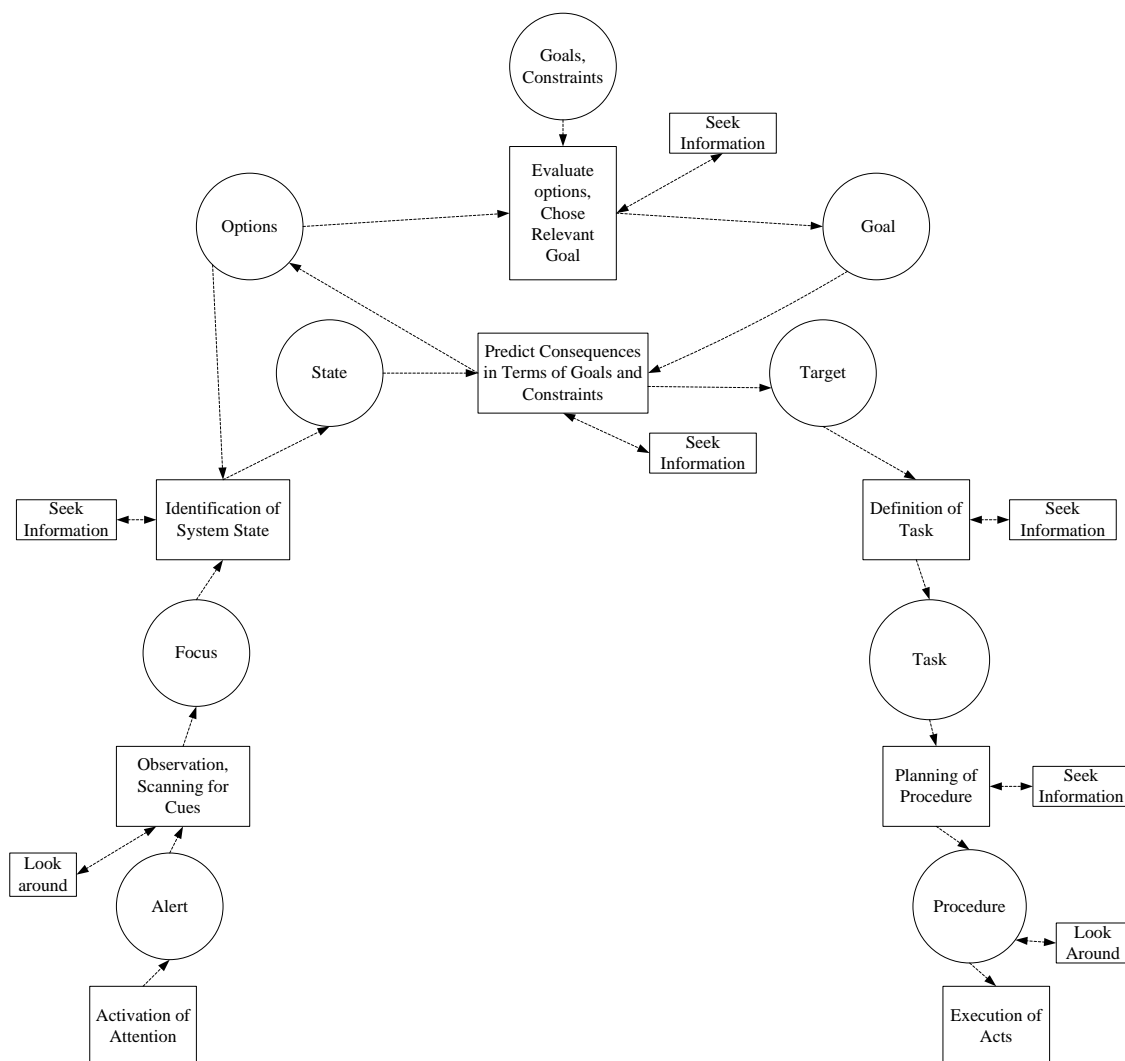 Goals,
Constraints
Seek
Information
Evaluate
options,
Chose
Relevant
Goal
Options
Goal
State
Predict Consequences
in Terms of Goals and
Constraints
Target
Seek
Information
Seek
Information
Identification of
System State
Definition of
Task
Seek
Information
Focus
Task
Observation,
Scanning for
Cues
Planning of
Procedure
Seek
Information
Look
around
Alert
Procedure
Look
Around
Activation of
Attention
Execution of
Acts